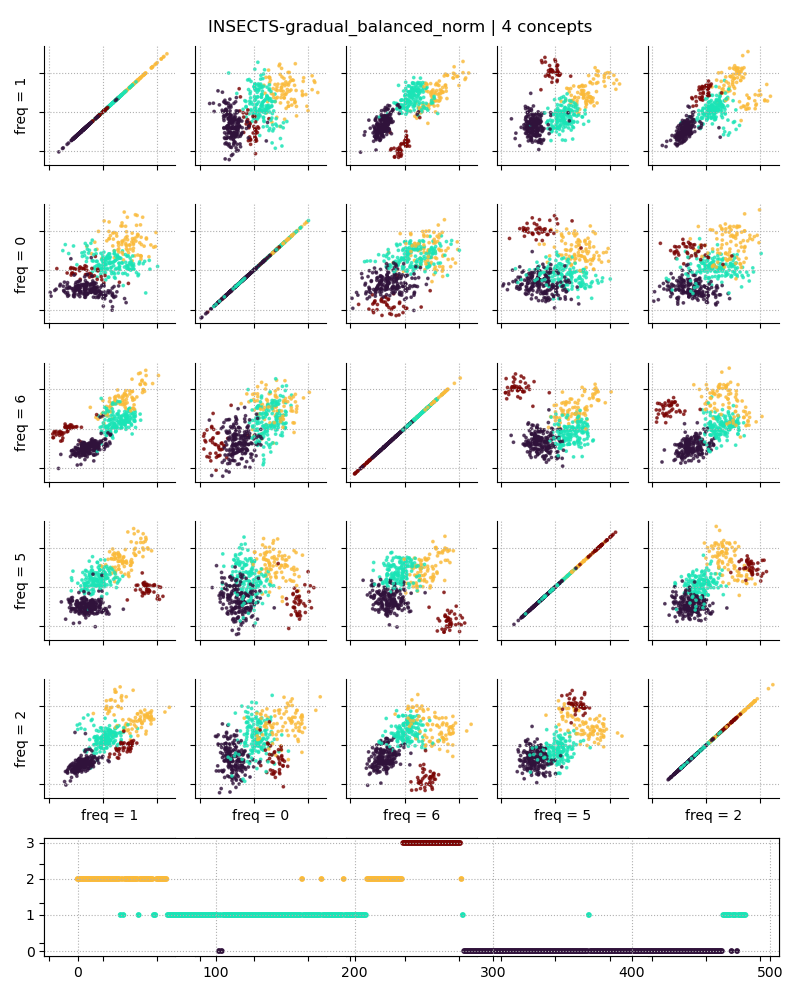 INSECTS-gradual_balanced_norm | 4 concepts
freq = 1
freq = 0
freq = 6
freq = 5
freq = 2
freq = 1 freq = 0 freq = 6 freq = 5 freq = 2
3
2
1
0
0 100 200 300 400 500